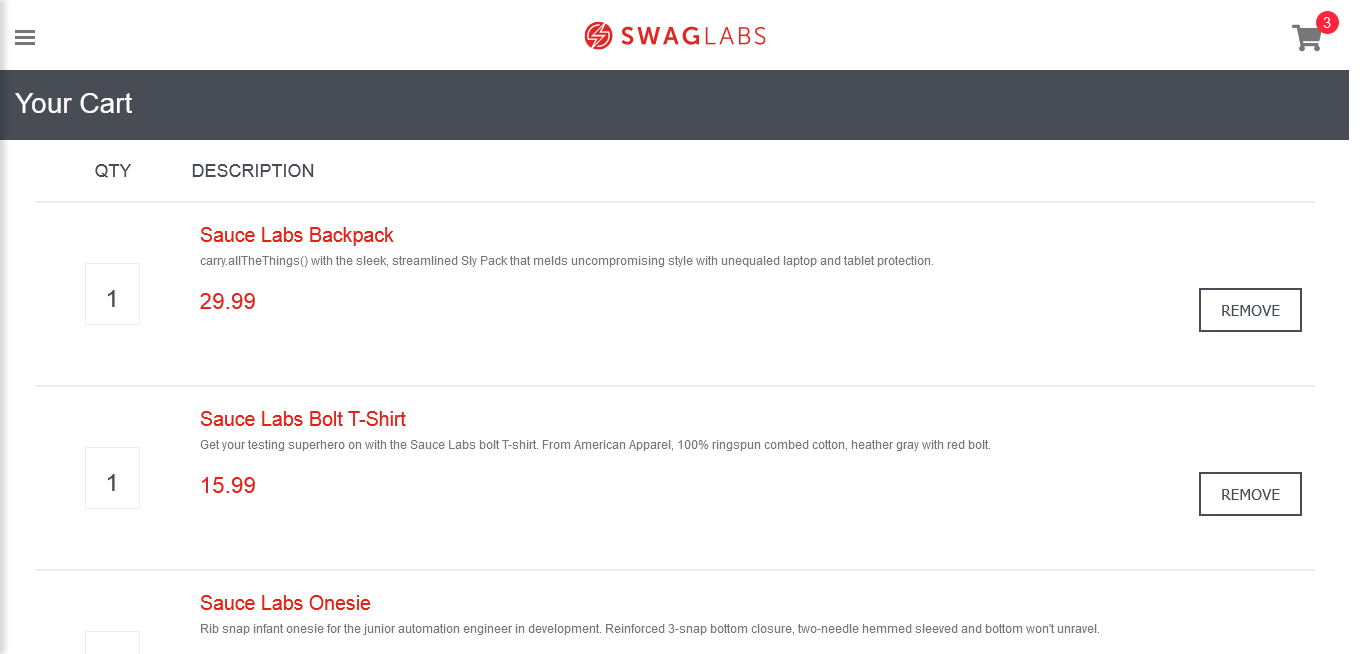 SWAGLABS
3
Your Cart
QTY DESCRIPTION
Sauce Labs Backpack
carry.allTheThings() with the sleek, streamlined Sly Pack that melds uncompromising style with unequaled laptop and tablet protection.
1
29.99
REMOVE
Sauce Labs Bolt T-Shirt
Get your testing superhero on with the Sauce Labs bolt T-shirt. From American Apparel, 100% ringspun combed cotton, heather gray with red bolt.
1
15.99
REMOVE
Sauce Labs Onesie
Rib snap infant onesie for the junior automation engineer in development. Reinforced 3-snap bottom closure, two-needle hemmed sleeved and bottom won't unravel.